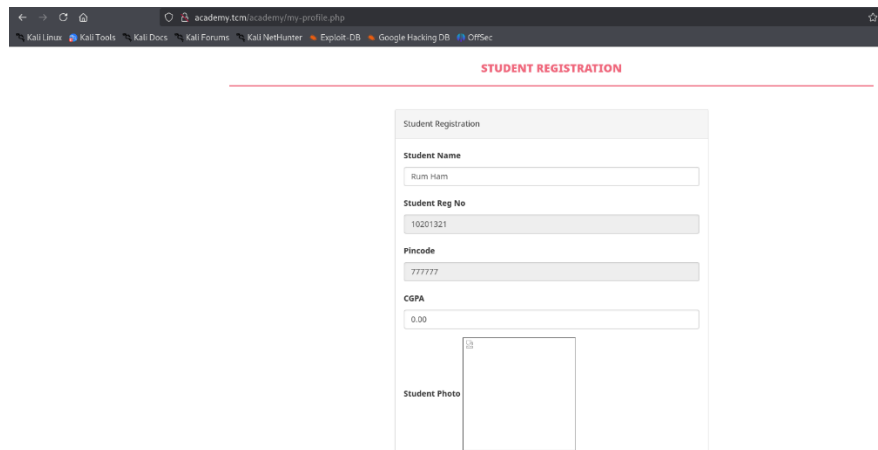 academy.tcm/academy/my-profile.php
Kali Linux Kali Tools Kali Docs Kali Forums Kali NetHunter Exploit-DB Google Hacking DB OffSec
STUDENT REGISTRATION
Student Registration
Student Name
Rum Ham
Student Reg No
10201321
Pincode
777777
CGPA
0.00
Student Photo